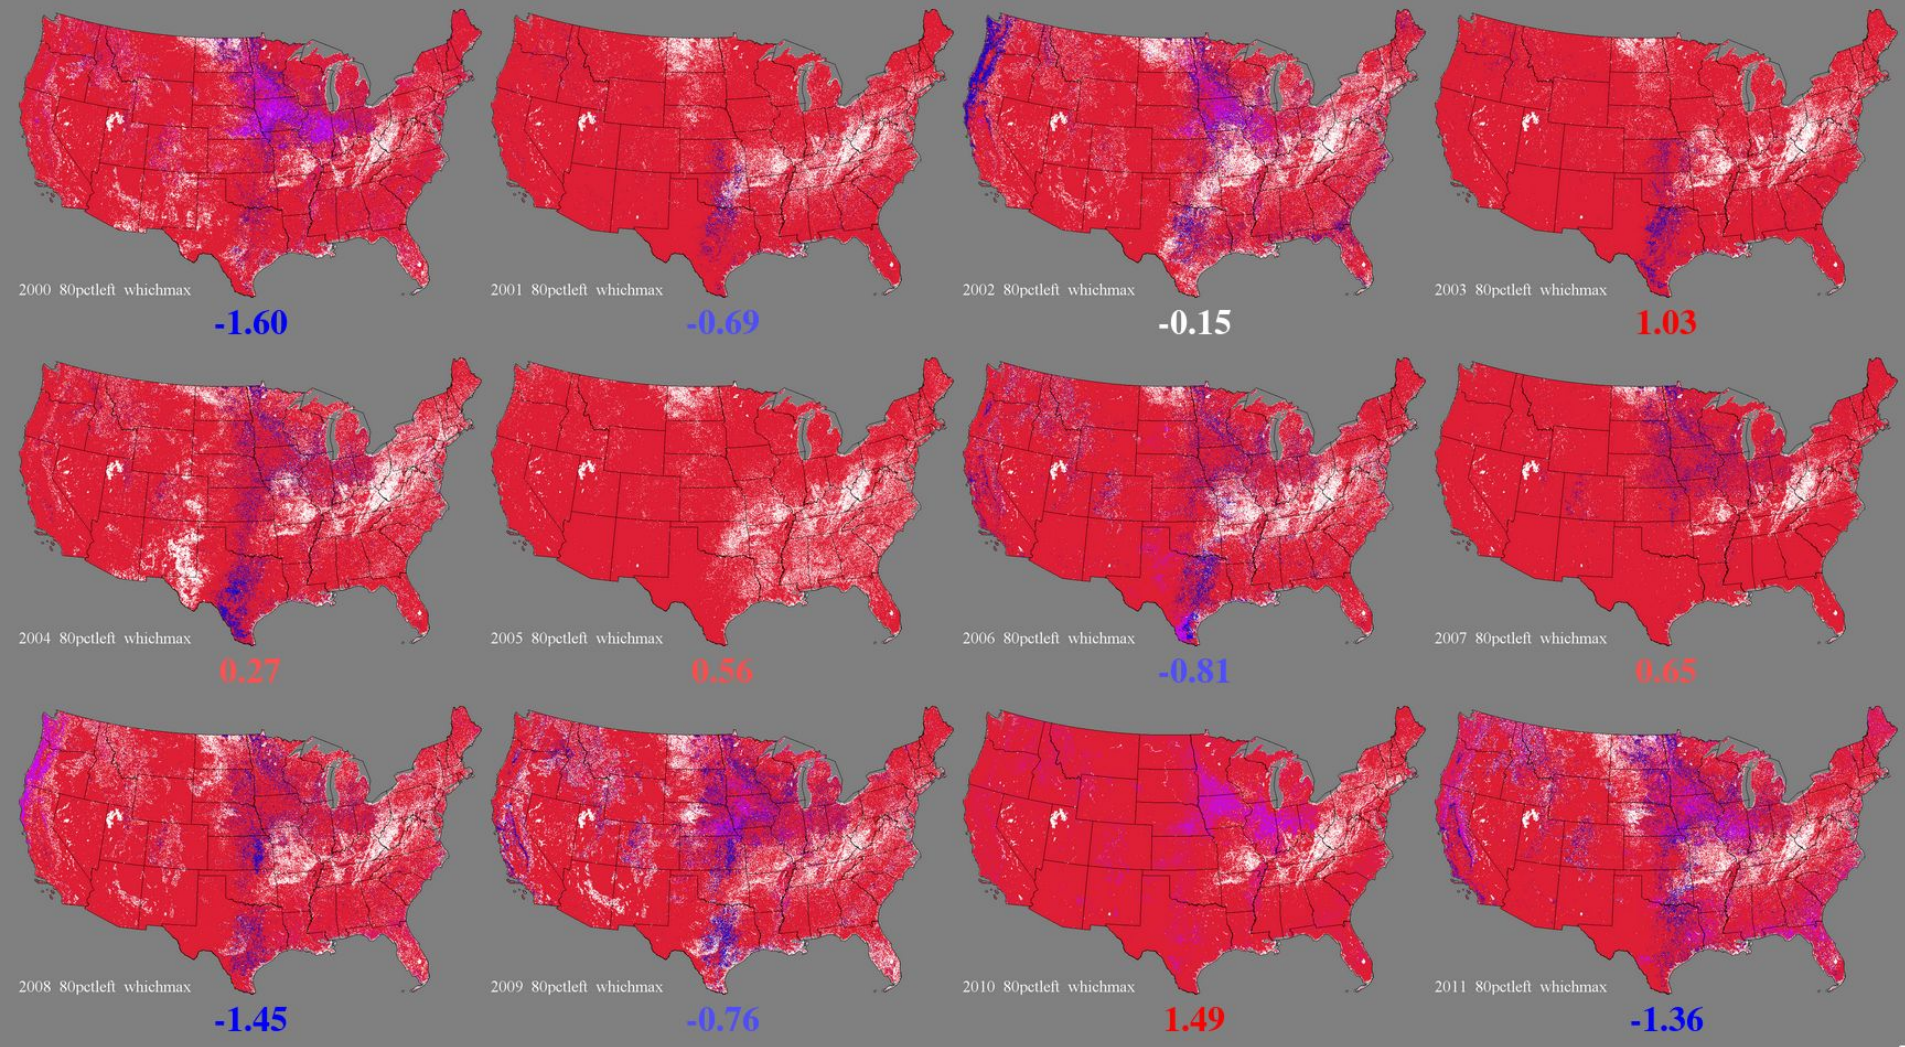 2000 80pctleft whichmax
-1.60
2001 80pctleft whichmax
-0.69
2002 80pctleft whichmax
-0.15
2003 80pctleft whichmax
1.03
2004 80pctleft whichmax
0.27
2005 80pctleft whichmax
0.56
2006 80pctleft whichmax
-0.81
2007 80pctleft whichmax
0.65
2008 80pctleft whichmax
-1.45
2009 80pctleft whichmax
-0.76
2010 80pctleft whichmax
1.49
2011 80pctleft whichmax
-1.36